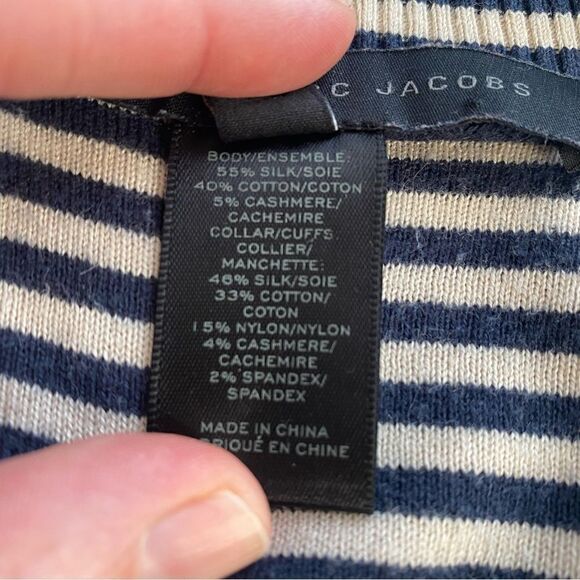 C JACOBS
BODY/ENSEMBLE:
55% SILK/SOIE
40% COTTON/COTON
5% CASHMERE/
CACHEMIRE
COLLAR/CUFFS:
COLLIER/
MANCHETTE:
46% SILK/SOIE
33% COTTON/
COTON
15% NYLON/NYLON
4% CASHMERE/
CACHEMIRE
2% SPANDEX/
SPANDEX
MADE IN CHINA
BRIQUÉ EN CHINE